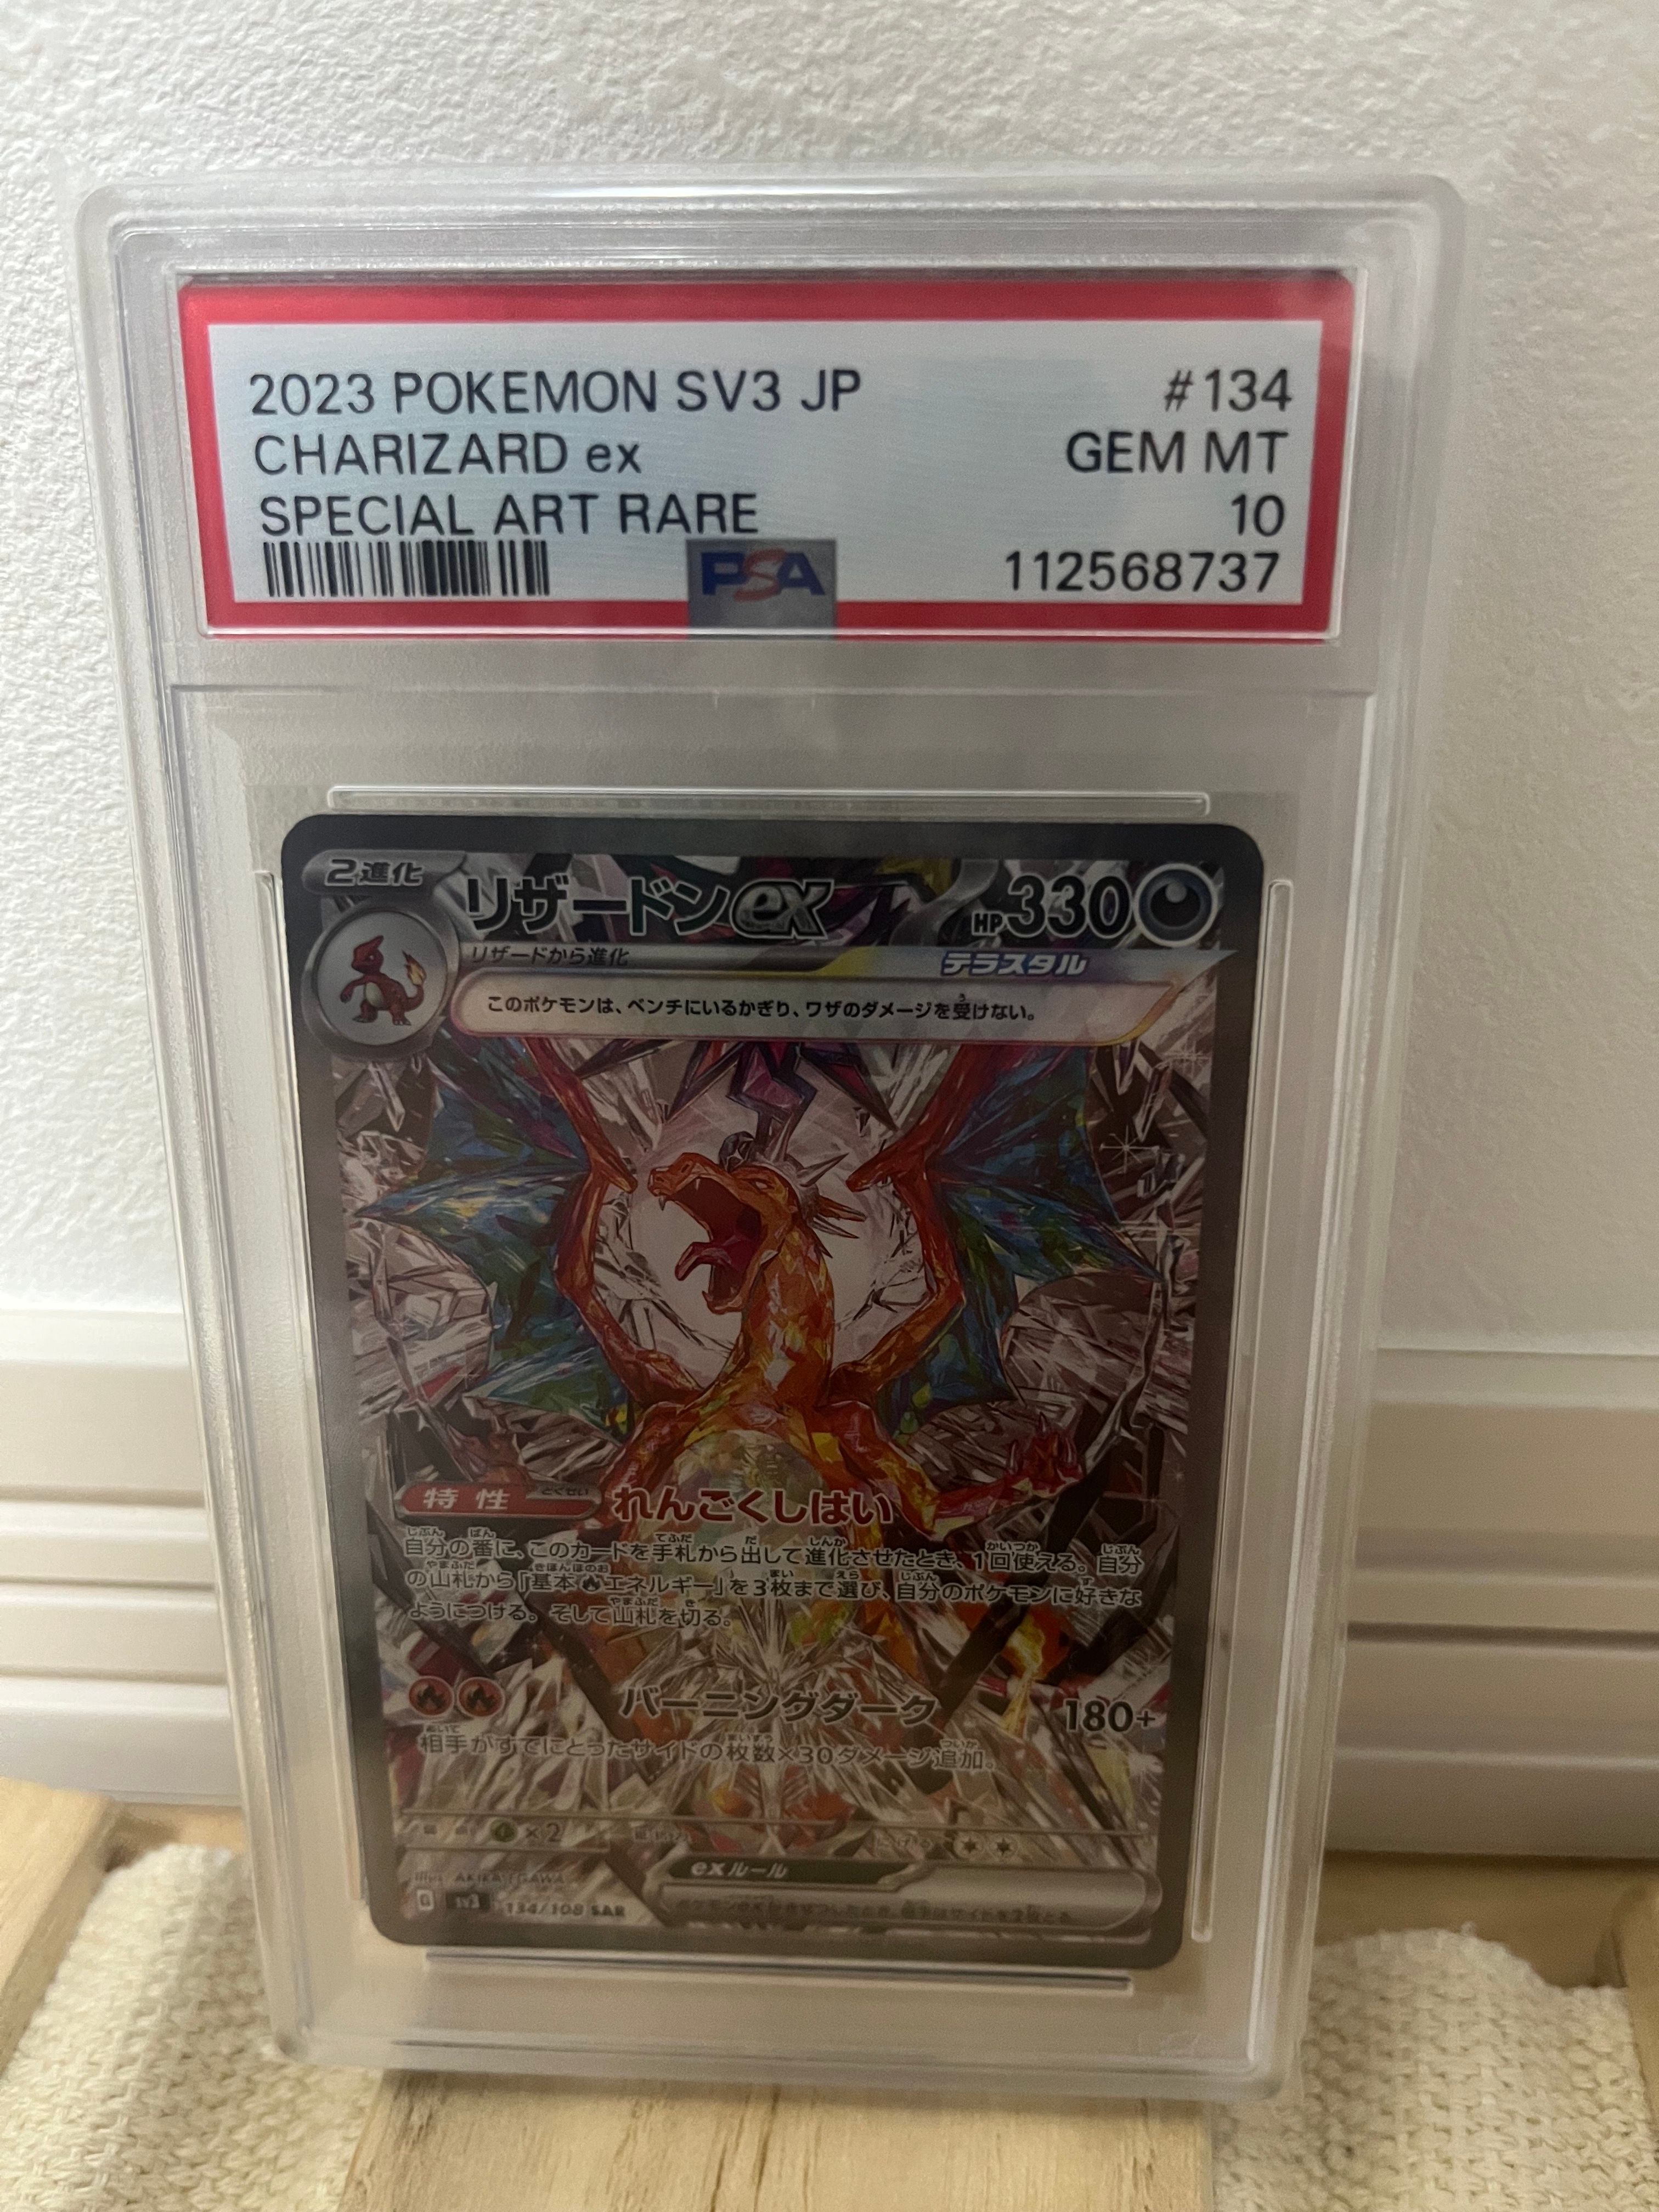 2023 POKEMON SV3 JP #134
CHARIZARD ex GEM MT
SPECIAL ART RARE 10
PSA 112568737
2進化 リザードンex HP330
リザードから進化 テラスタル
このポケモンは、ベンチにいるかぎり、ワザのダメージを受けない。
特性 とくせい れんごくしはい
自分の番に、このカードを手札から出して進化させたとき、1回使える。自分
の山札から「基本エネルギー」を3枚まで選び、自分のポケモンに好きな
ようにつける。そして山札を切る。
バーニングダーク 180+
相手がすでにとったサイドの枚数×30ダメージ追加。
×2 にげる
exルール
Illus. AKIRA EGAWA
G sv3 134/108 SAR